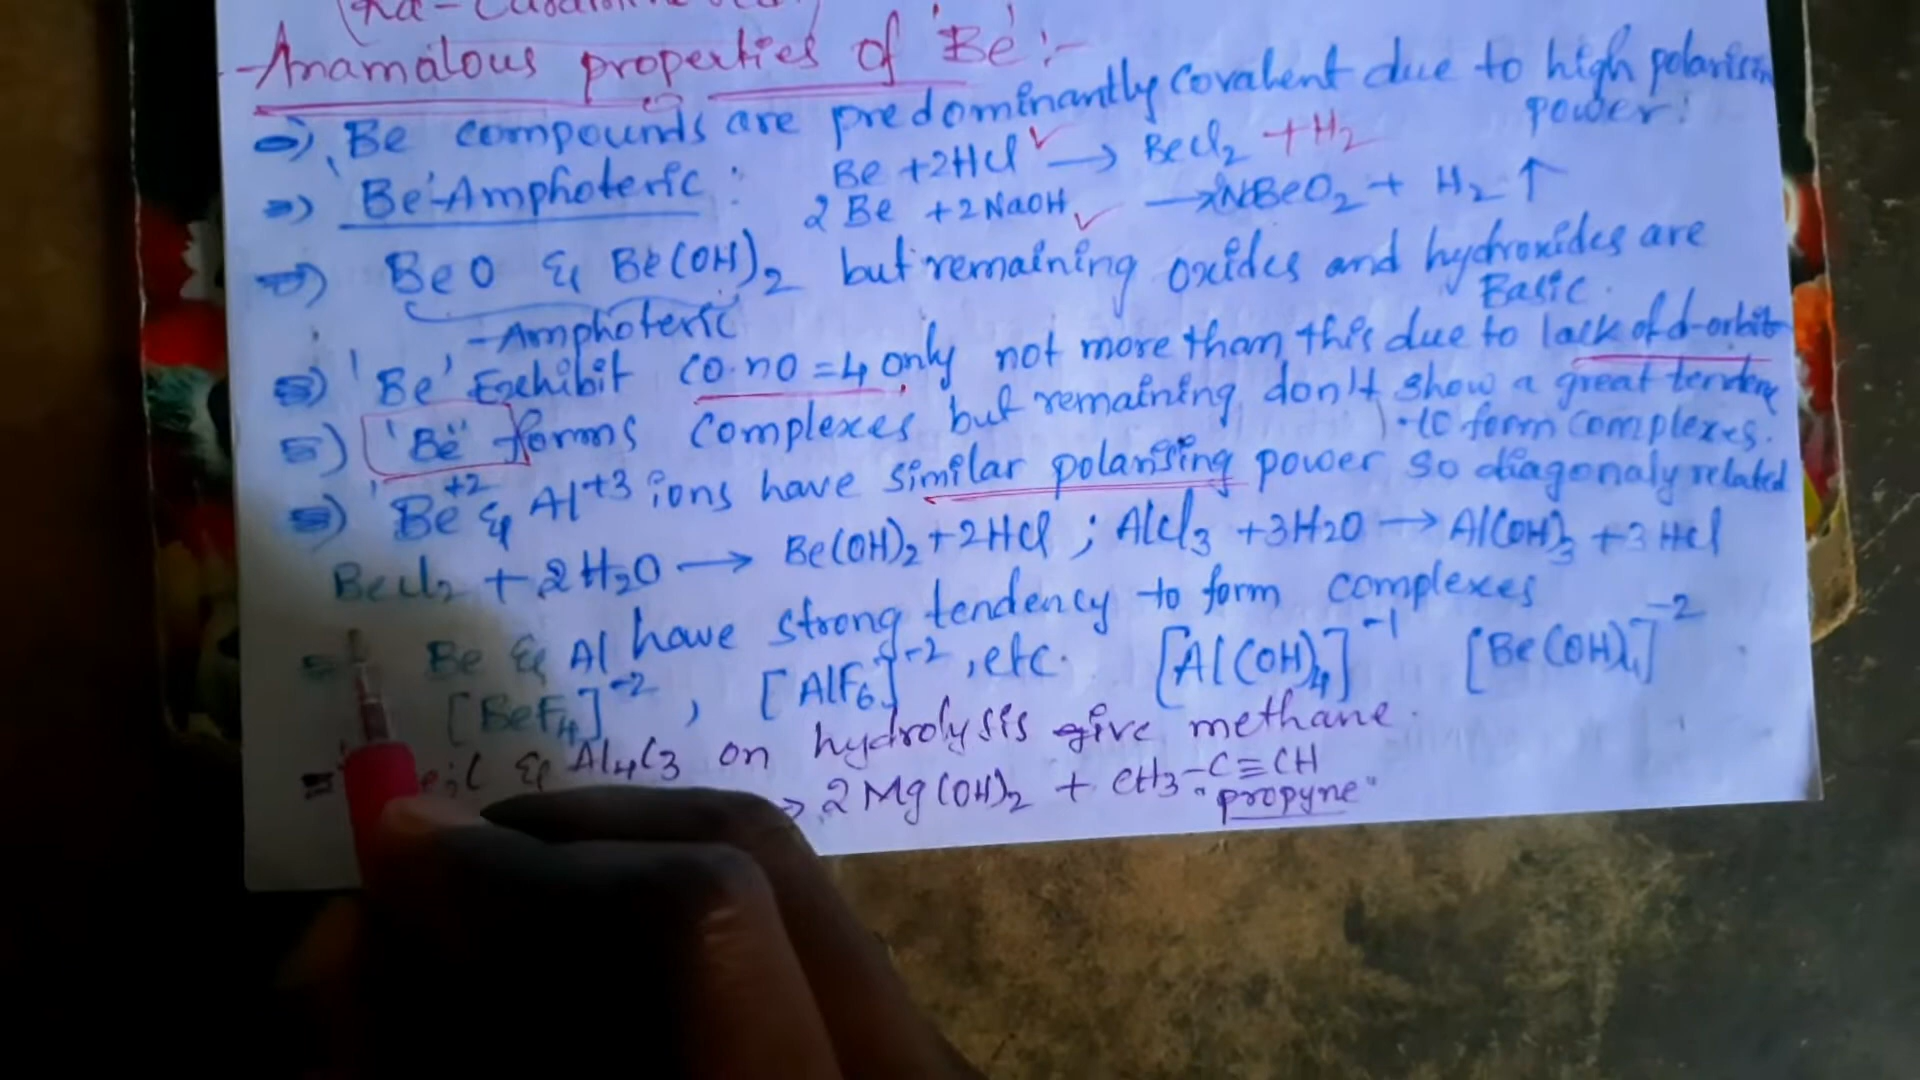 Anamalous properties of 'Be' :-
⇒) Be compounds are predominantly covalent due to high polarisin
power.
⇒) 'Be'-Amphoteric : Be + 2HCl → BeCl2 + H2
2 Be + 2NaOH → BeO2 + H2 ↑
⇒) BeO & Be(OH)2 but remaining oxides and hydroxides are
Basic.
-Amphoteric
⇒) 'Be' Exhibit co.no = 4 only not more than this due to lack of d-orbit
⇒) 'Be' forms complexes but remaining don't show a great tenden
to form complexes.
⇒) Be+2 & Al+3 ions have similar polarising power so diagonaly related
BeCl2 + 2H2O → Be(OH)2 + 2HCl ; AlCl3 + 3H2O → Al(OH)3 + 3HCl
Be & Al have strong tendency to form complexes
[BeF4]-2 , [AlF6]-2 , etc. [Al(OH)4]-1 [Be(OH)4]-2
& Al4C3 on hydrolysis give methane.
→ 2Mg(OH)2 + CH3-C≡CH
"propyne"